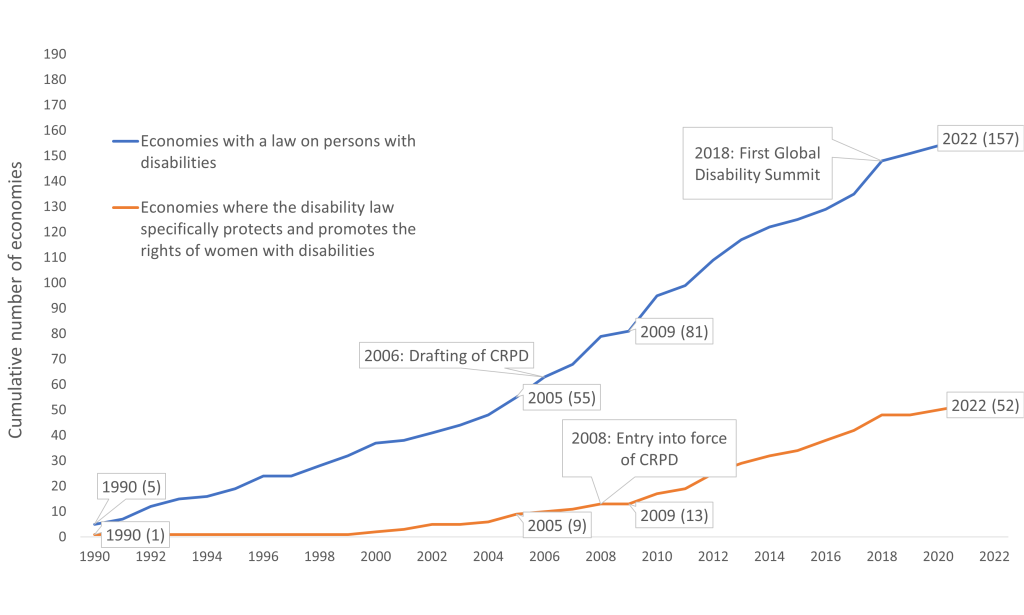 Cumulative number of economies
190
180
170
160
150
140
130
120
110
100
90
80
70
60
50
40
30
20
10
0
Economies with a law on persons with
disabilities
Economies where the disability law
specifically protects and promotes the
rights of women with disabilities
2018: First Global
Disability Summit
2022 (157)
2009 (81)
2006: Drafting of CRPD
2005 (55)
2022 (52)
2008: Entry into force
of CRPD
1990 (5)
2009 (13)
2005 (9)
1990 (1)
1990 1992 1994 1996 1998 2000 2002 2004 2006 2008 2010 2012 2014 2016 2018 2020 2022